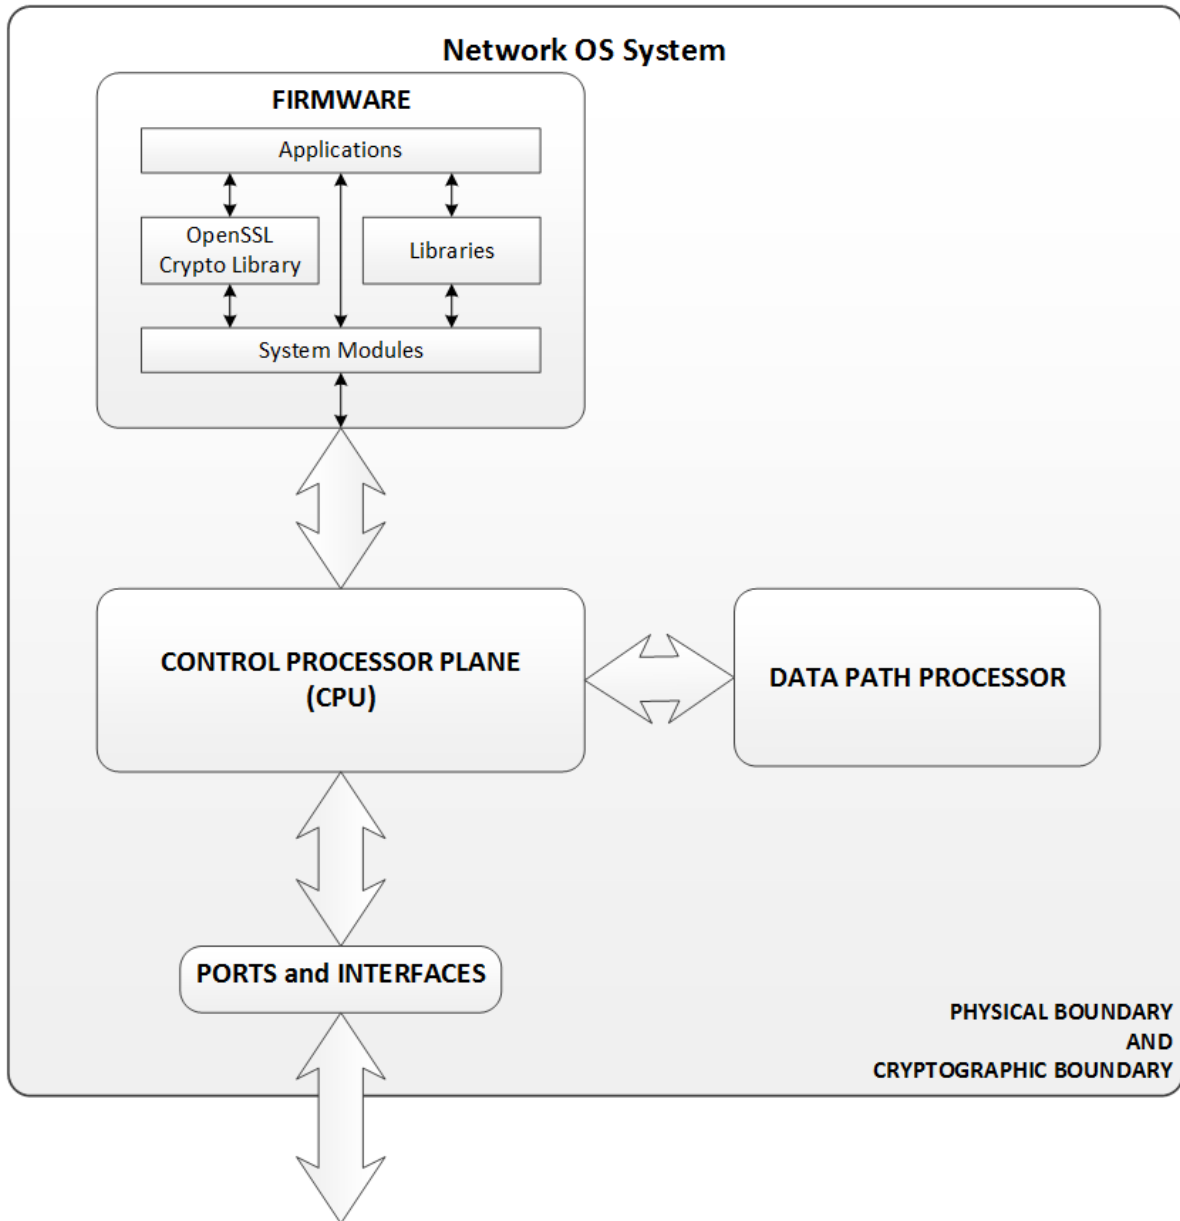 Network OS System
FIRMWARE
Applications
OpenSSL
Crypto Library
Libraries
System Modules
CONTROL PROCESSOR PLANE
(CPU)
DATA PATH PROCESSOR
PORTS and INTERFACES
PHYSICAL BOUNDARY
AND
CRYPTOGRAPHIC BOUNDARY